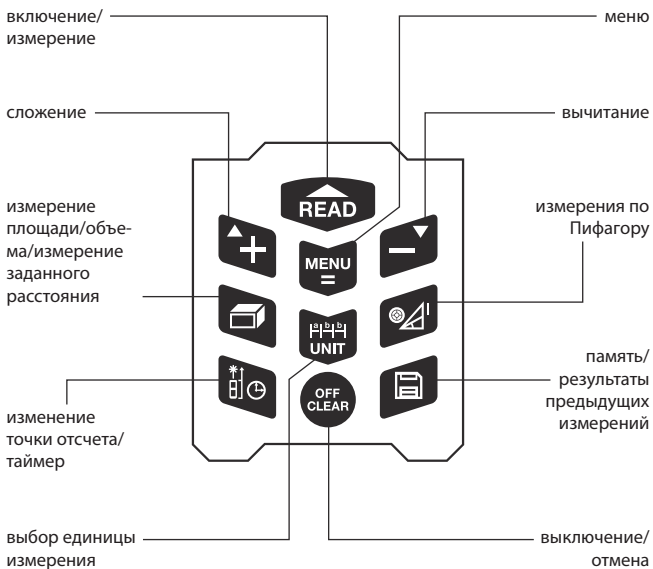 включение/
измерение
меню
сложение
вычитание
READ
измерение
площади/объе-
ма/измерение
заданного
расстояния
измерения по
Пифагору
+
−
MENU
=
a b b
UNIT
OFF
CLEAR
память/
результаты
предыдущих
измерений
изменение
точки отсчета/
таймер
выбор единицы
измерения
выключение/
отмена